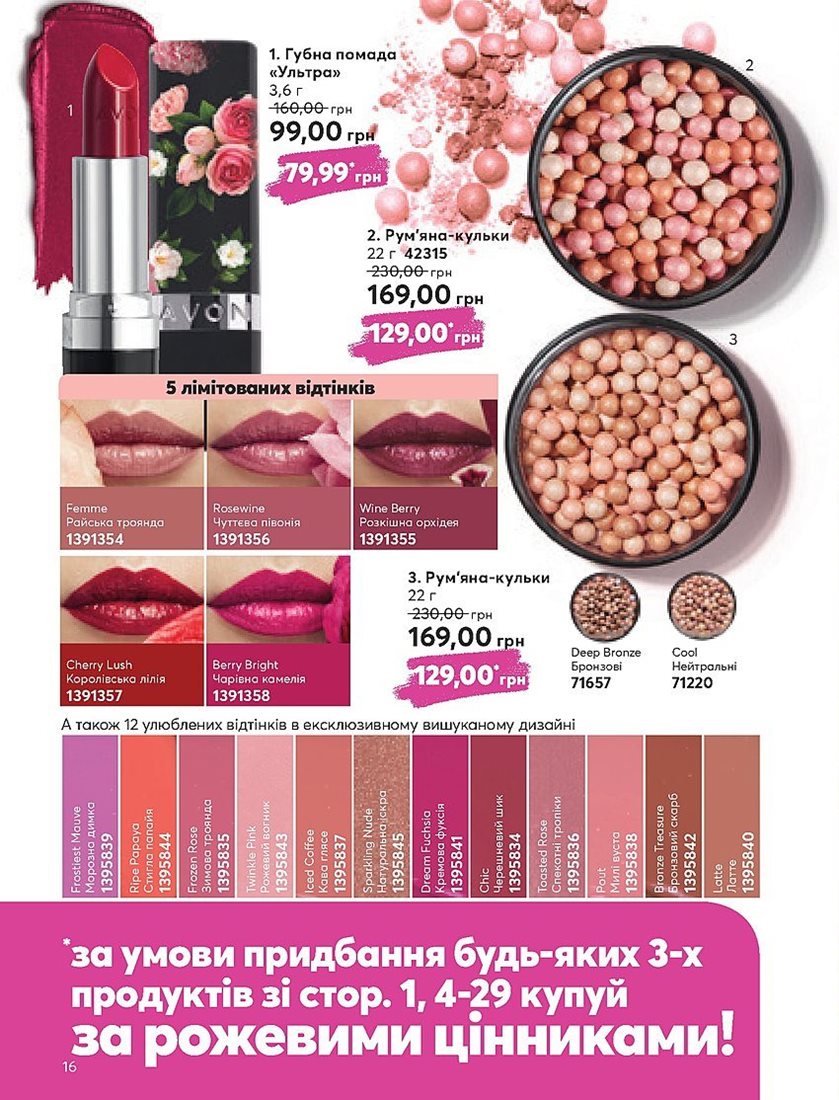 1
AVON
AVON
1. Губна помада
«Ультра»
3,6 г
160,00 грн
99,00 грн
79,99* грн
2
2. Рум'яна-кульки
22 г 42315
230,00 грн
169,00 грн
129,00* грн
3
5 лімітованих відтінків
Femme
Райська троянда
1391354
Rosewine
Чуттєва півонія
1391356
Wine Berry
Розкішна орхідея
1391355
Cherry Lush
Королівська лілія
1391357
Berry Bright
Чарівна камелія
1391358
3. Рум'яна-кульки
22 г
230,00 грн
169,00 грн
129,00* грн
Deep Bronze
Бронзові
71657
Cool
Нейтральні
71220
А також 12 улюблених відтінків в ексклюзивному вишуканому дизайні
Frostiest Mauve
Морозна димка
1395839
Ripe Papaya
Стигла папайя
1395844
Frozen Rose
Зимова троянда
1395835
Twinkle Pink
Рожевий вогник
1395843
Iced Coffee
Кава глясе
1395837
Sparkling Nude
Натуральна іскра
1395845
Dream Fuchsia
Кремова фуксія
1395841
Chic
Черешневий шик
1395834
Toasted Rose
Спекотні тропіки
1395836
Pout
Милі вуста
1395838
Bronze Treasure
Бронзовий скарб
1395842
Latte
Латте
1395840
*за умови придбання будь-яких 3-х
продуктів зі стор. 1, 4-29 купуй
за рожевими цінниками!
16